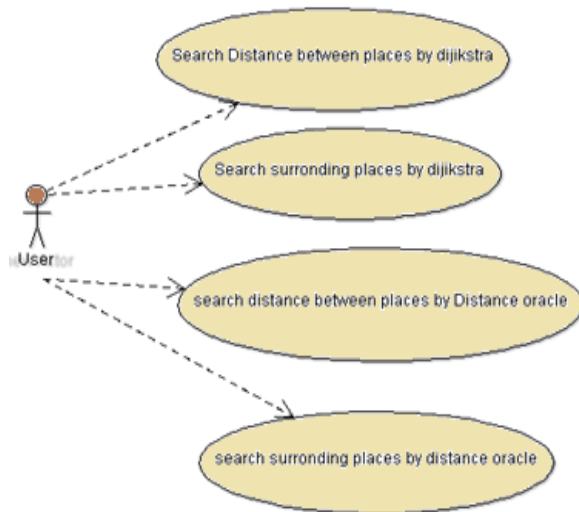 Search Distance between places by dijikstra
Search surronding places by dijikstra
User
search distance between places by Distance oracle
search surronding places by distance oracle